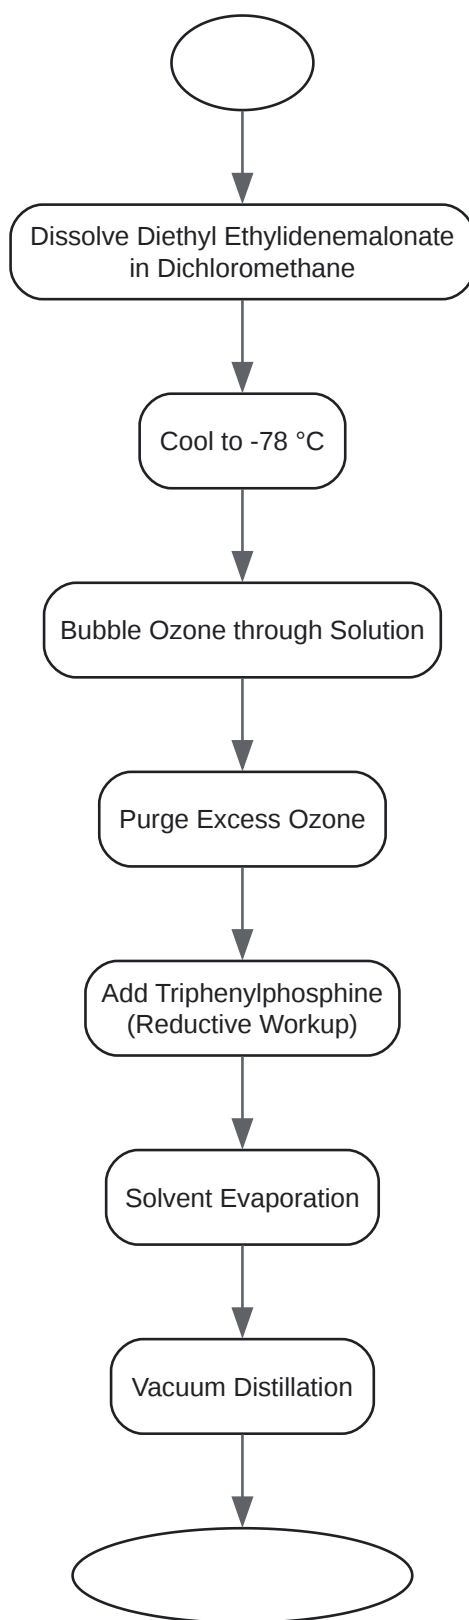 Dissolve Diethyl Ethylidenemalonate
in Dichloromethane
Cool to -78 °C
Bubble Ozone through Solution
Purge Excess Ozone
Add Triphenylphosphine
(Reductive Workup)
Solvent Evaporation
Vacuum Distillation